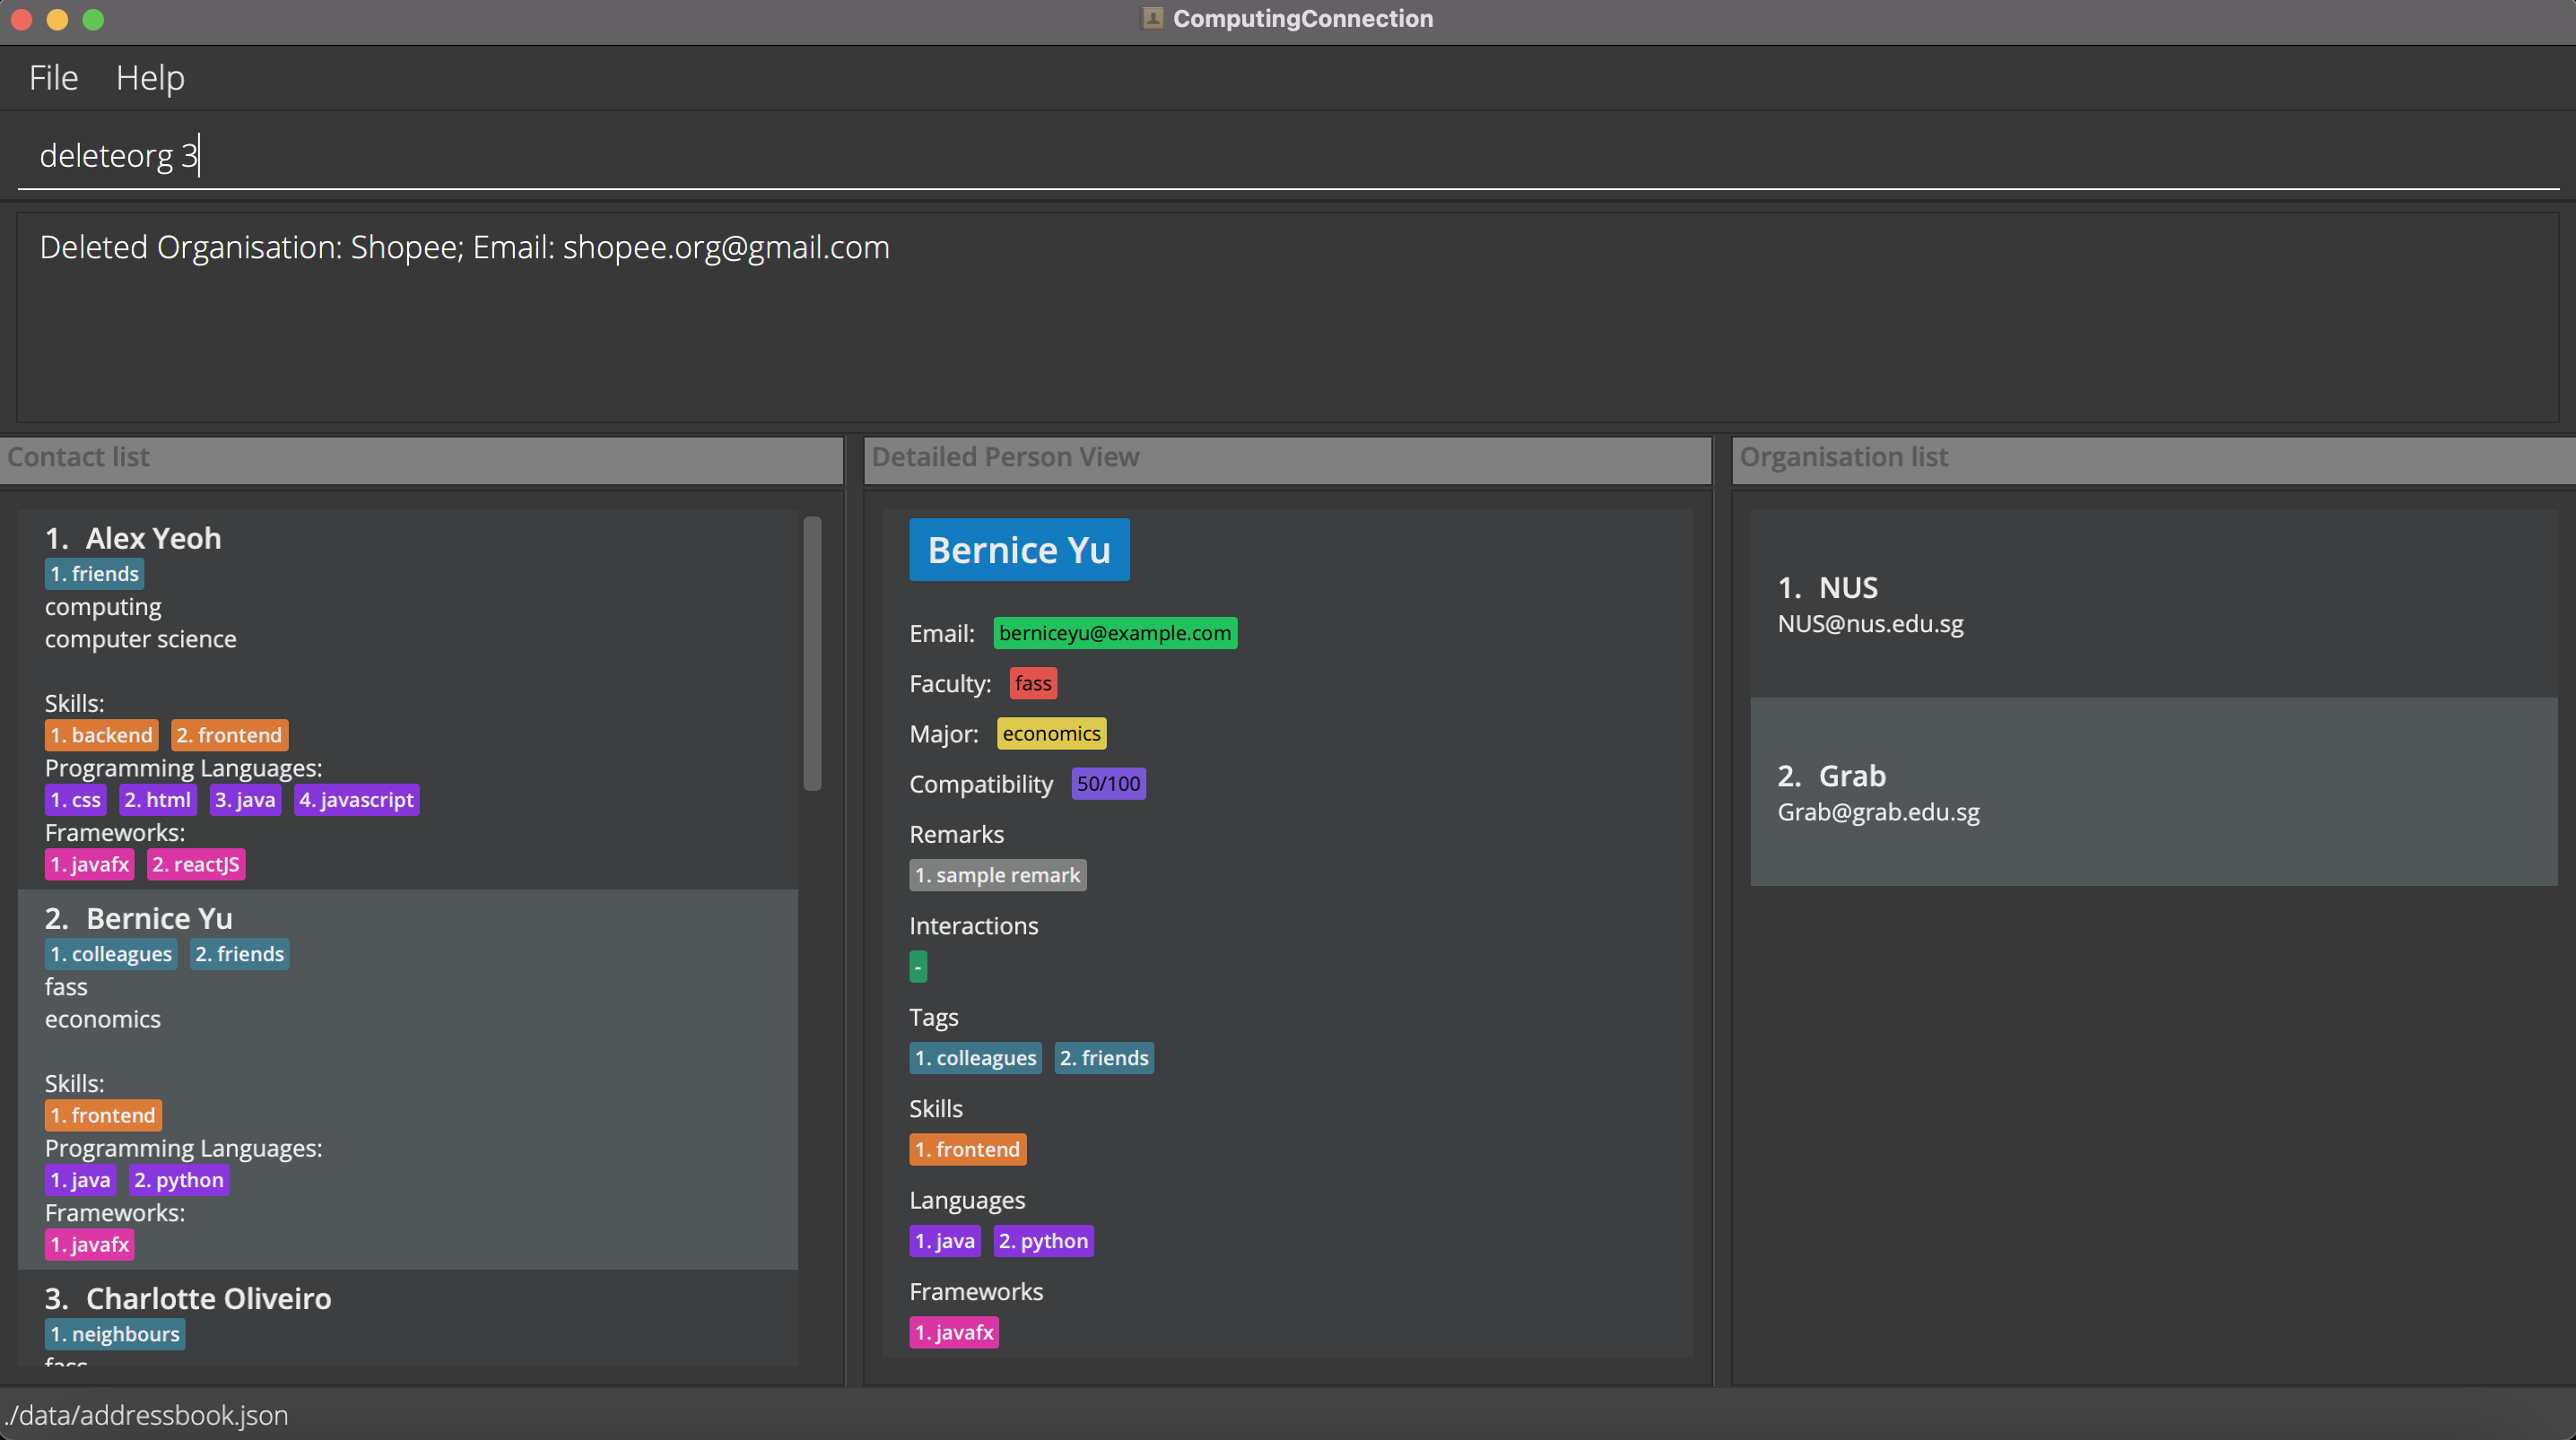 ComputingConnection
File Help
deleteorg 3
Deleted Organisation: Shopee; Email: shopee.org@gmail.com
Contact list
1. Alex Yeoh
1. friends
computing
computer science
Skills:
1. backend 2. frontend
Programming Languages:
1. css 2. html 3. java 4. javascript
Frameworks:
1. javafx 2. reactJS
2. Bernice Yu
1. colleagues 2. friends
fass
economics
Skills:
1. frontend
Programming Languages:
1. java 2. python
Frameworks:
1. javafx
3. Charlotte Oliveiro
1. neighbours
fass
Detailed Person View
Bernice Yu
Email: berniceyu@example.com
Faculty: fass
Major: economics
Compatibility 50/100
Remarks
1. sample remark
Interactions
-
Tags
1. colleagues 2. friends
Skills
1. frontend
Languages
1. java 2. python
Frameworks
1. javafx
Organisation list
1. NUS
NUS@nus.edu.sg
2. Grab
Grab@grab.edu.sg
./data/addressbook.json